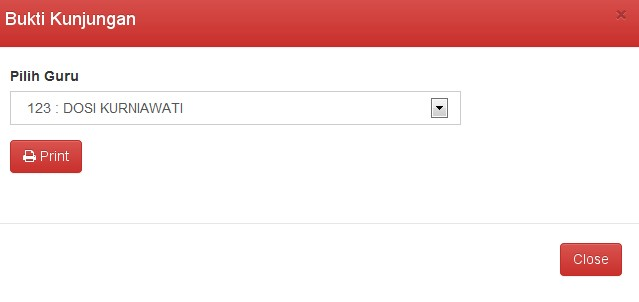 Bukti Kunjungan
×
Pilih Guru
123 : DOSI KURNIAWATI
Print
Close